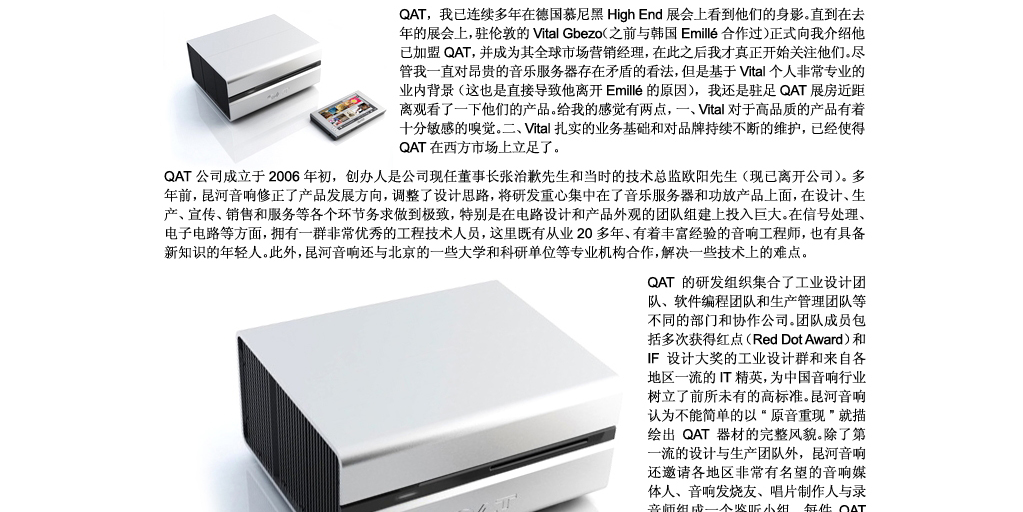 QAT，我已连续多年在德国慕尼黑 High End 展会上看到他们的身影。直到在去
年的展会上，驻伦敦的 Vital Gbezo（之前与韩国 Emillé 合作过）正式向我介绍他
已加盟 QAT，并成为其全球市场营销经理，在此之后我才真正开始关注他们。尽
管我一直对昂贵的音乐服务器存在矛盾的看法，但是基于 Vital 个人非常专业的
业内背景（这也是直接导致他离开 Emillé 的原因），我还是驻足 QAT 展房近距
离观看了一下他们的产品。给我的感觉有两点，一、Vital 对于高品质的产品有着
十分敏感的嗅觉。二、Vital 扎实的业务基础和对品牌持续不断的维护，已经使得
QAT 在西方市场上立足了。
QAT 公司成立于 2006 年初，创办人是公司现任董事长张治歉先生和当时的技术总监欧阳先生（现已离开公司）。多
年前，昆河音响修正了产品发展方向，调整了设计思路，将研发重心集中在了音乐服务器和功放产品上面，在设计、生
产、宣传、销售和服务等各个环节务求做到极致，特别是在电路设计和产品外观的团队组建上投入巨大。在信号处理、
电子电路等方面，拥有一群非常优秀的工程技术人员，这里既有从业 20 多年、有着丰富经验的音响工程师，也有具备
新知识的年轻人。此外，昆河音响还与北京的一些大学和科研单位等专业机构合作，解决一些技术上的难点。
QAT 的研发组织集合了工业设计团
队、软件编程团队和生产管理团队等
不同的部门和协作公司。团队成员包
括多次获得红点（Red Dot Award）和
IF 设计大奖的工业设计群和来自各
地区一流的 IT 精英，为中国音响行业
树立了前所未有的高标准。昆河音响
认为不能简单的以“原音重现”就描
绘出 QAT 器材的完整风貌。除了第
一流的设计与生产团队外，昆河音响
还邀请各地区非常有名望的音响媒
体人、音响发烧友、唱片制作人与录
音师组成一个鉴听小组，每件 QAT
QAT